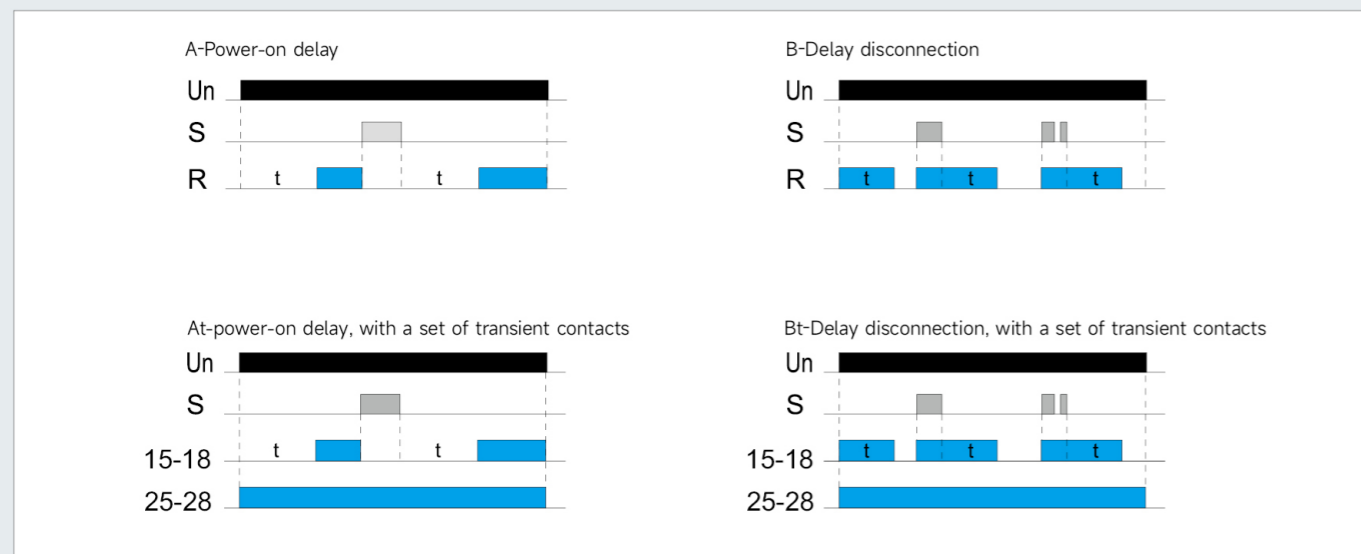 A-Power-on delay
Un
S
R
t
t
B-Delay disconnection
Un
S
R
t
t
t
At-power-on delay, with a set of transient contacts
Un
S
15-18
t
t
25-28
Bt-Delay disconnection, with a set of transient contacts
Un
S
15-18
t
t
t
25-28